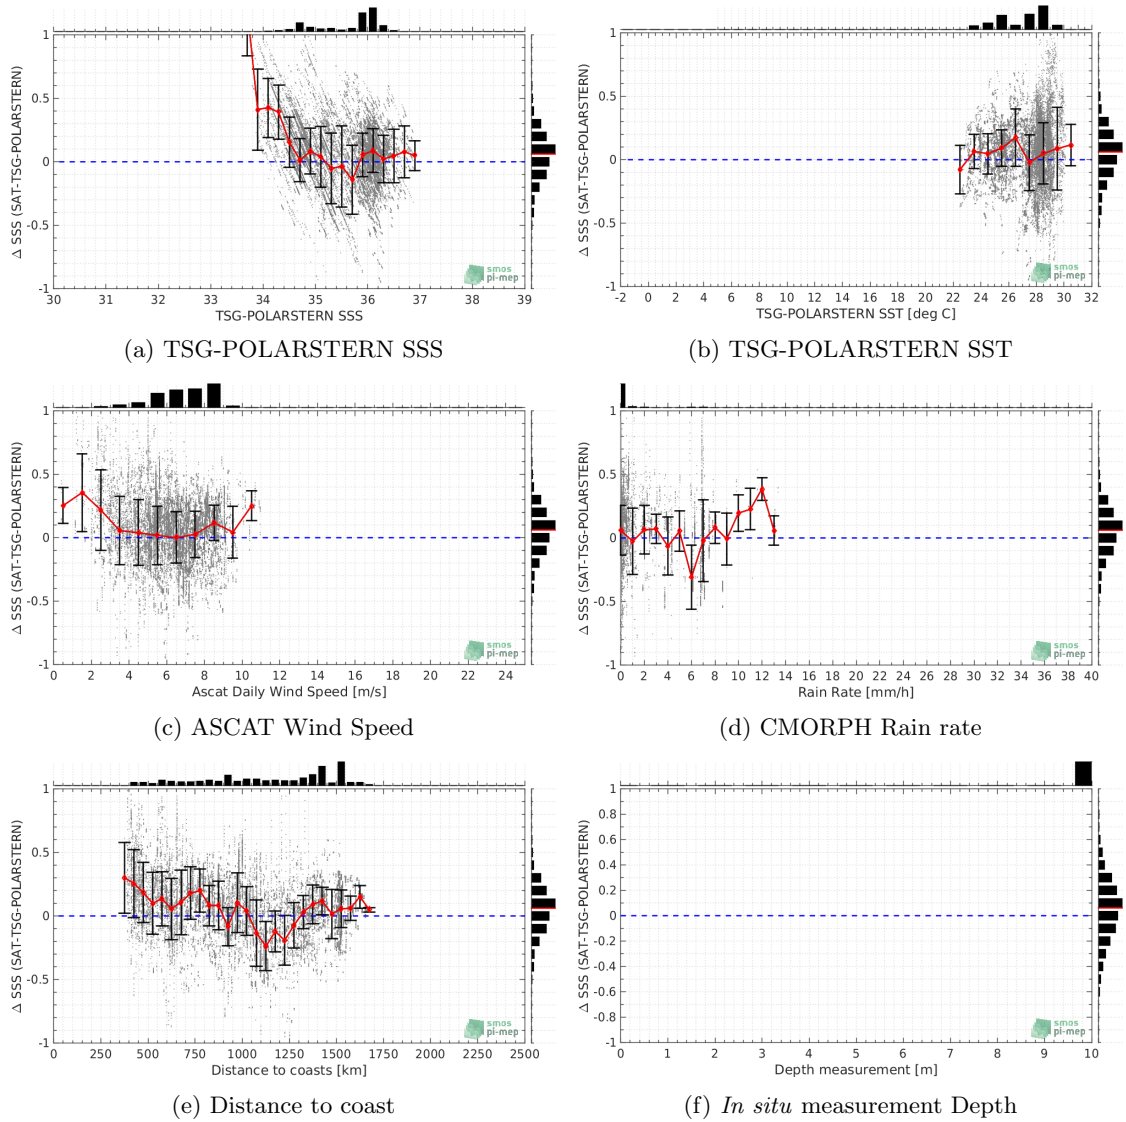 1
0.5
0
-0.5
-1
Δ SSS (SAT-TSG-POLARSTERN)
30 31 32 33 34 35 36 37 38 39
TSG-POLARSTERN SSS
smos
pi-mep
(a) TSG-POLARSTERN SSS
1
0.5
0
-0.5
-1
Δ SSS (SAT-TSG-POLARSTERN)
-2 0 2 4 6 8 10 12 14 16 18 20 22 24 26 28 30 32
TSG-POLARSTERN SST [deg C]
smos
pi-mep
(b) TSG-POLARSTERN SST
1
0.5
0
-0.5
-1
Δ SSS (SAT-TSG-POLARSTERN)
0 2 4 6 8 10 12 14 16 18 20 22 24
Ascat Daily Wind Speed [m/s]
smos
pi-mep
(c) ASCAT Wind Speed
1
0.5
0
-0.5
-1
Δ SSS (SAT-TSG-POLARSTERN)
0 2 4 6 8 10 12 14 16 18 20 22 24 26 28 30 32 34 36 38 40
Rain Rate [mm/h]
smos
pi-mep
(d) CMORPH Rain rate
1
0.5
0
-0.5
-1
Δ SSS (SAT-TSG-POLARSTERN)
0 250 500 750 1000 1250 1500 1750 2000 2250 2500
Distance to coasts [km]
smos
pi-mep
(e) Distance to coast
1
0.8
0.6
0.4
0.2
0
-0.2
-0.4
-0.6
-0.8
-1
Δ SSS (SAT-TSG-POLARSTERN)
0 1 2 3 4 5 6 7 8 9 10
Depth measurement [m]
smos
pi-mep
(f) In situ measurement Depth